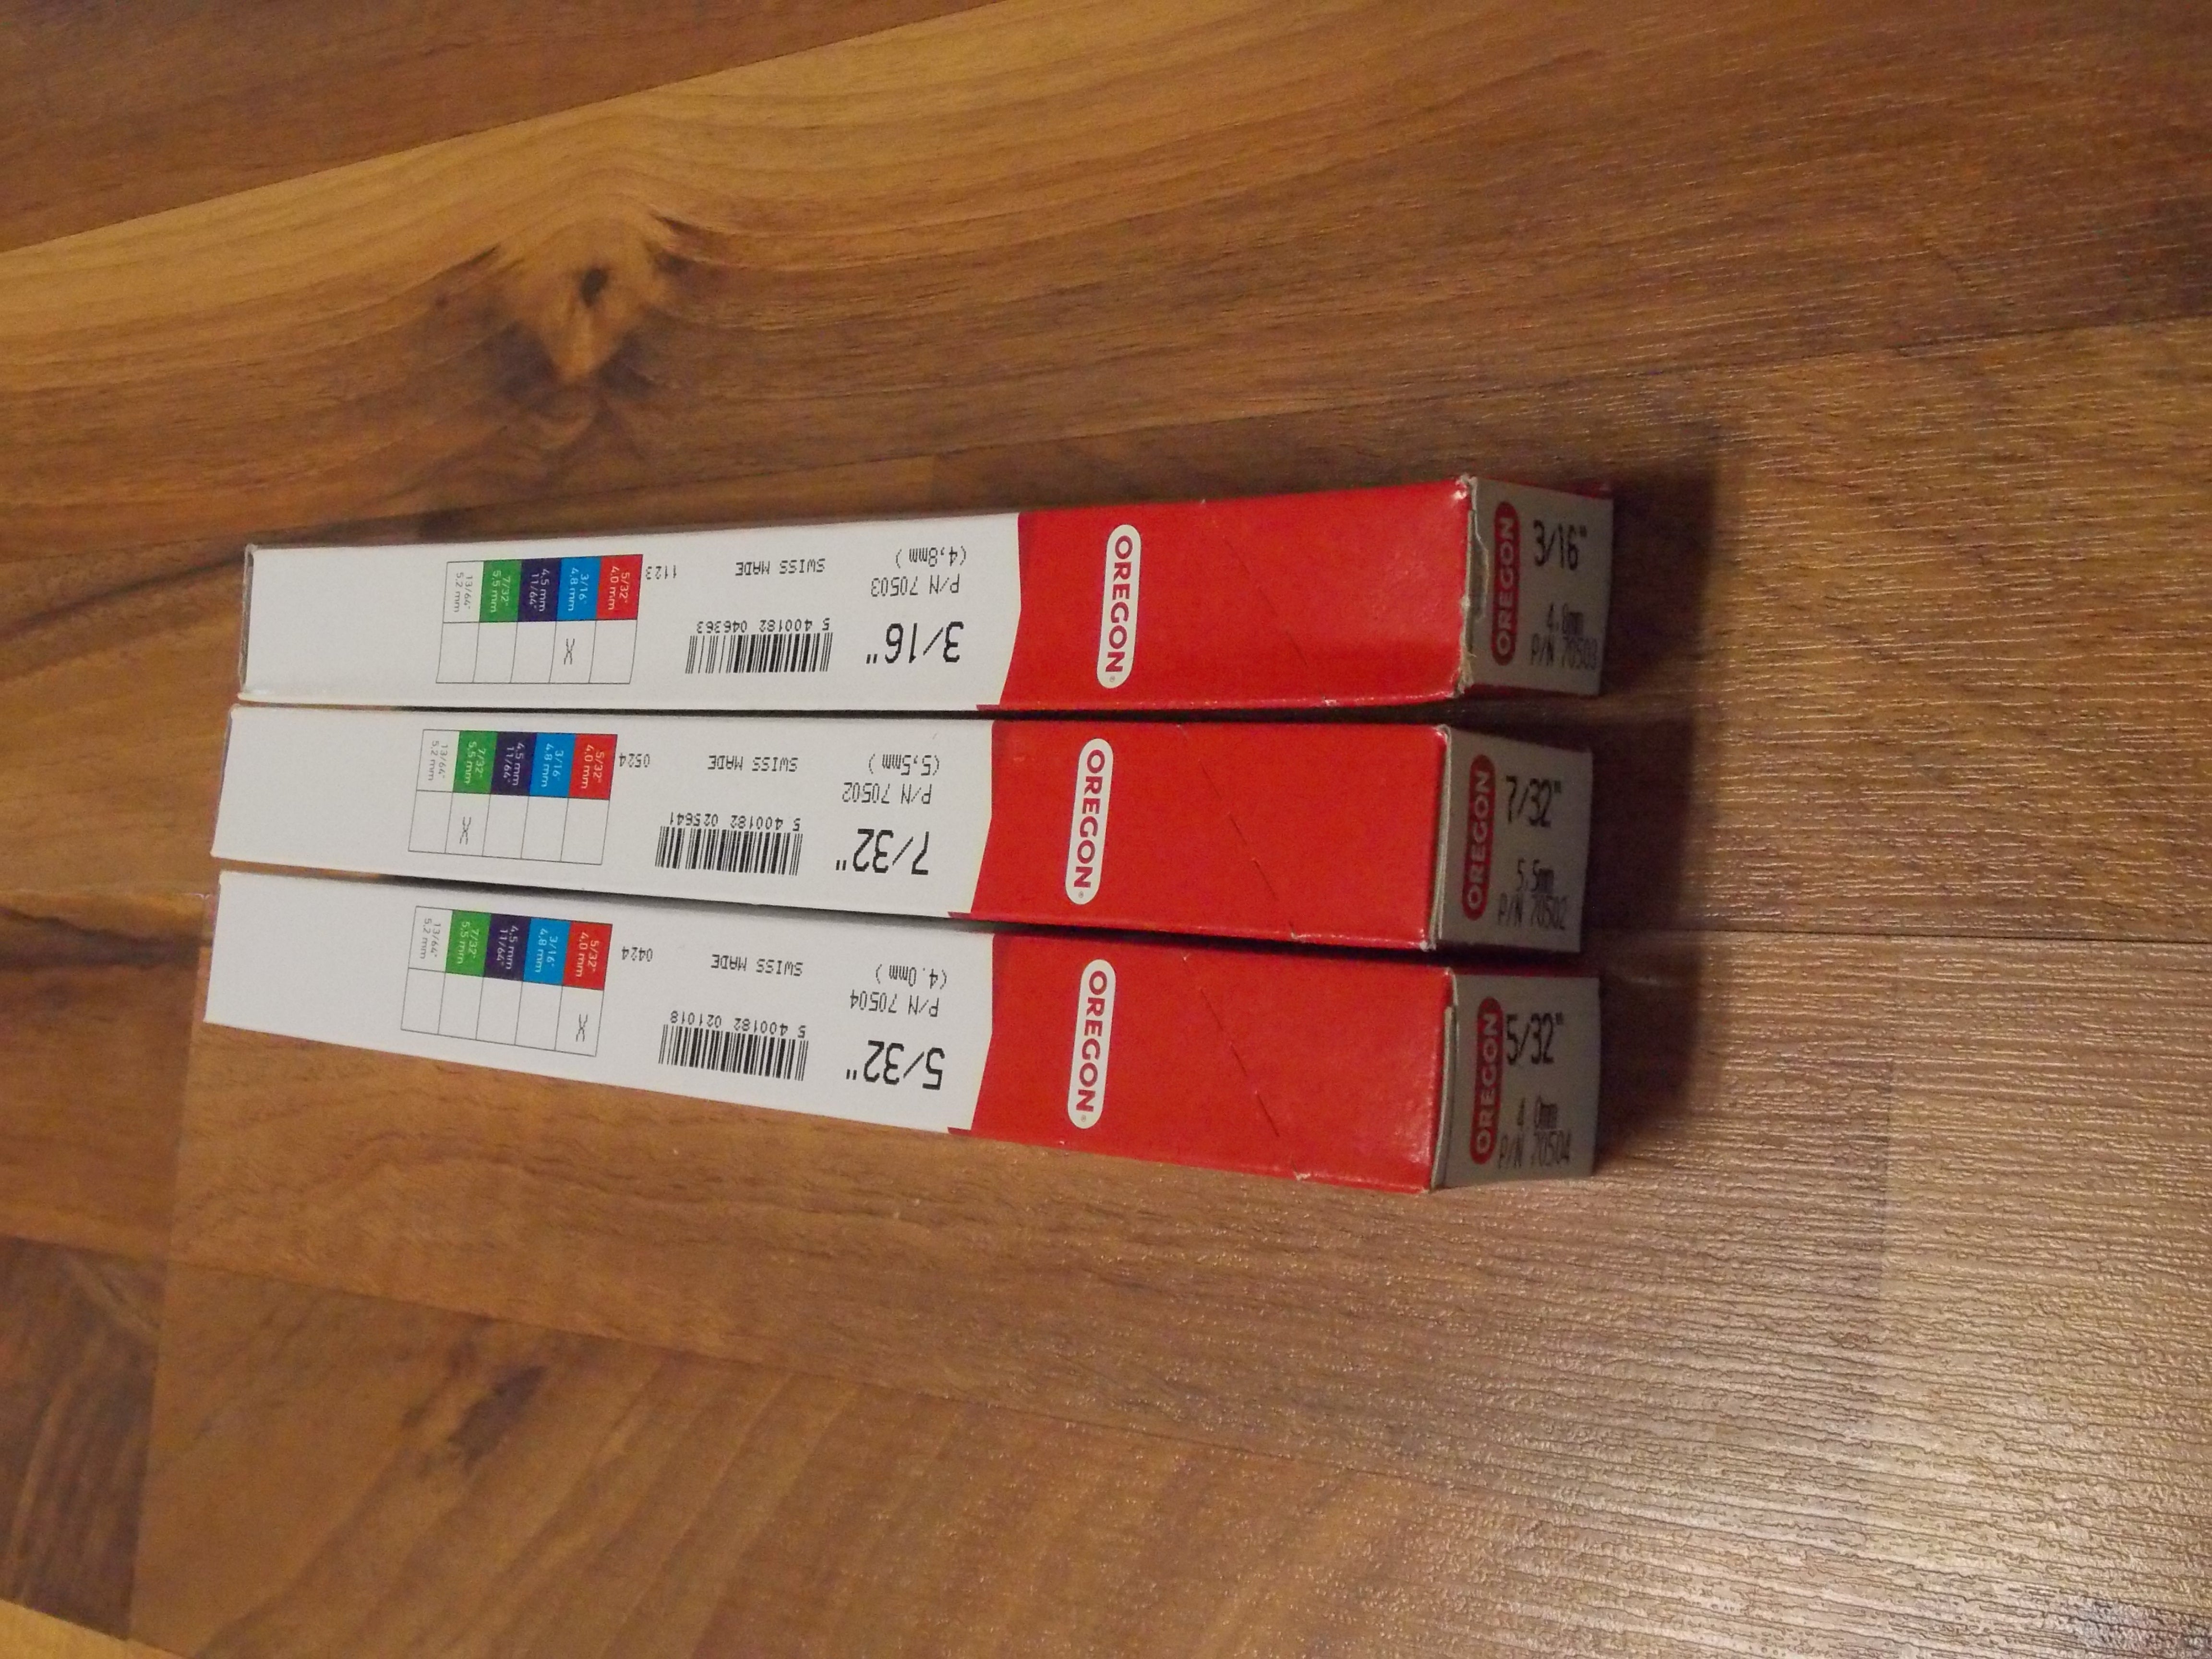 OREGON
3/16"
P/N 70503
(4,8mm )
5 400182 046363
SWISS MADE
1123
5/32"
4.0 mm
3/16"
4.8 mm
4.5 mm
11/64"
7/32"
5.5 mm
13/64"
5.2 mm
X
OREGON
3/16"
4.8mm
P/N 70503
OREGON
7/32"
P/N 70502
(5,5mm )
5 400182 025641
SWISS MADE
0524
5/32"
4.0 mm
3/16"
4.8 mm
4.5 mm
11/64"
7/32"
5.5 mm
13/64"
5.2 mm
X
OREGON
7/32"
5.5mm
P/N 70502
OREGON
5/32"
P/N 70504
(4.0mm )
5 400182 021018
SWISS MADE
0424
5/32"
4.0 mm
3/16"
4.8 mm
4.5 mm
11/64"
7/32"
5.5 mm
13/64"
5.2 mm
X
OREGON
5/32"
4.0mm
P/N 70504